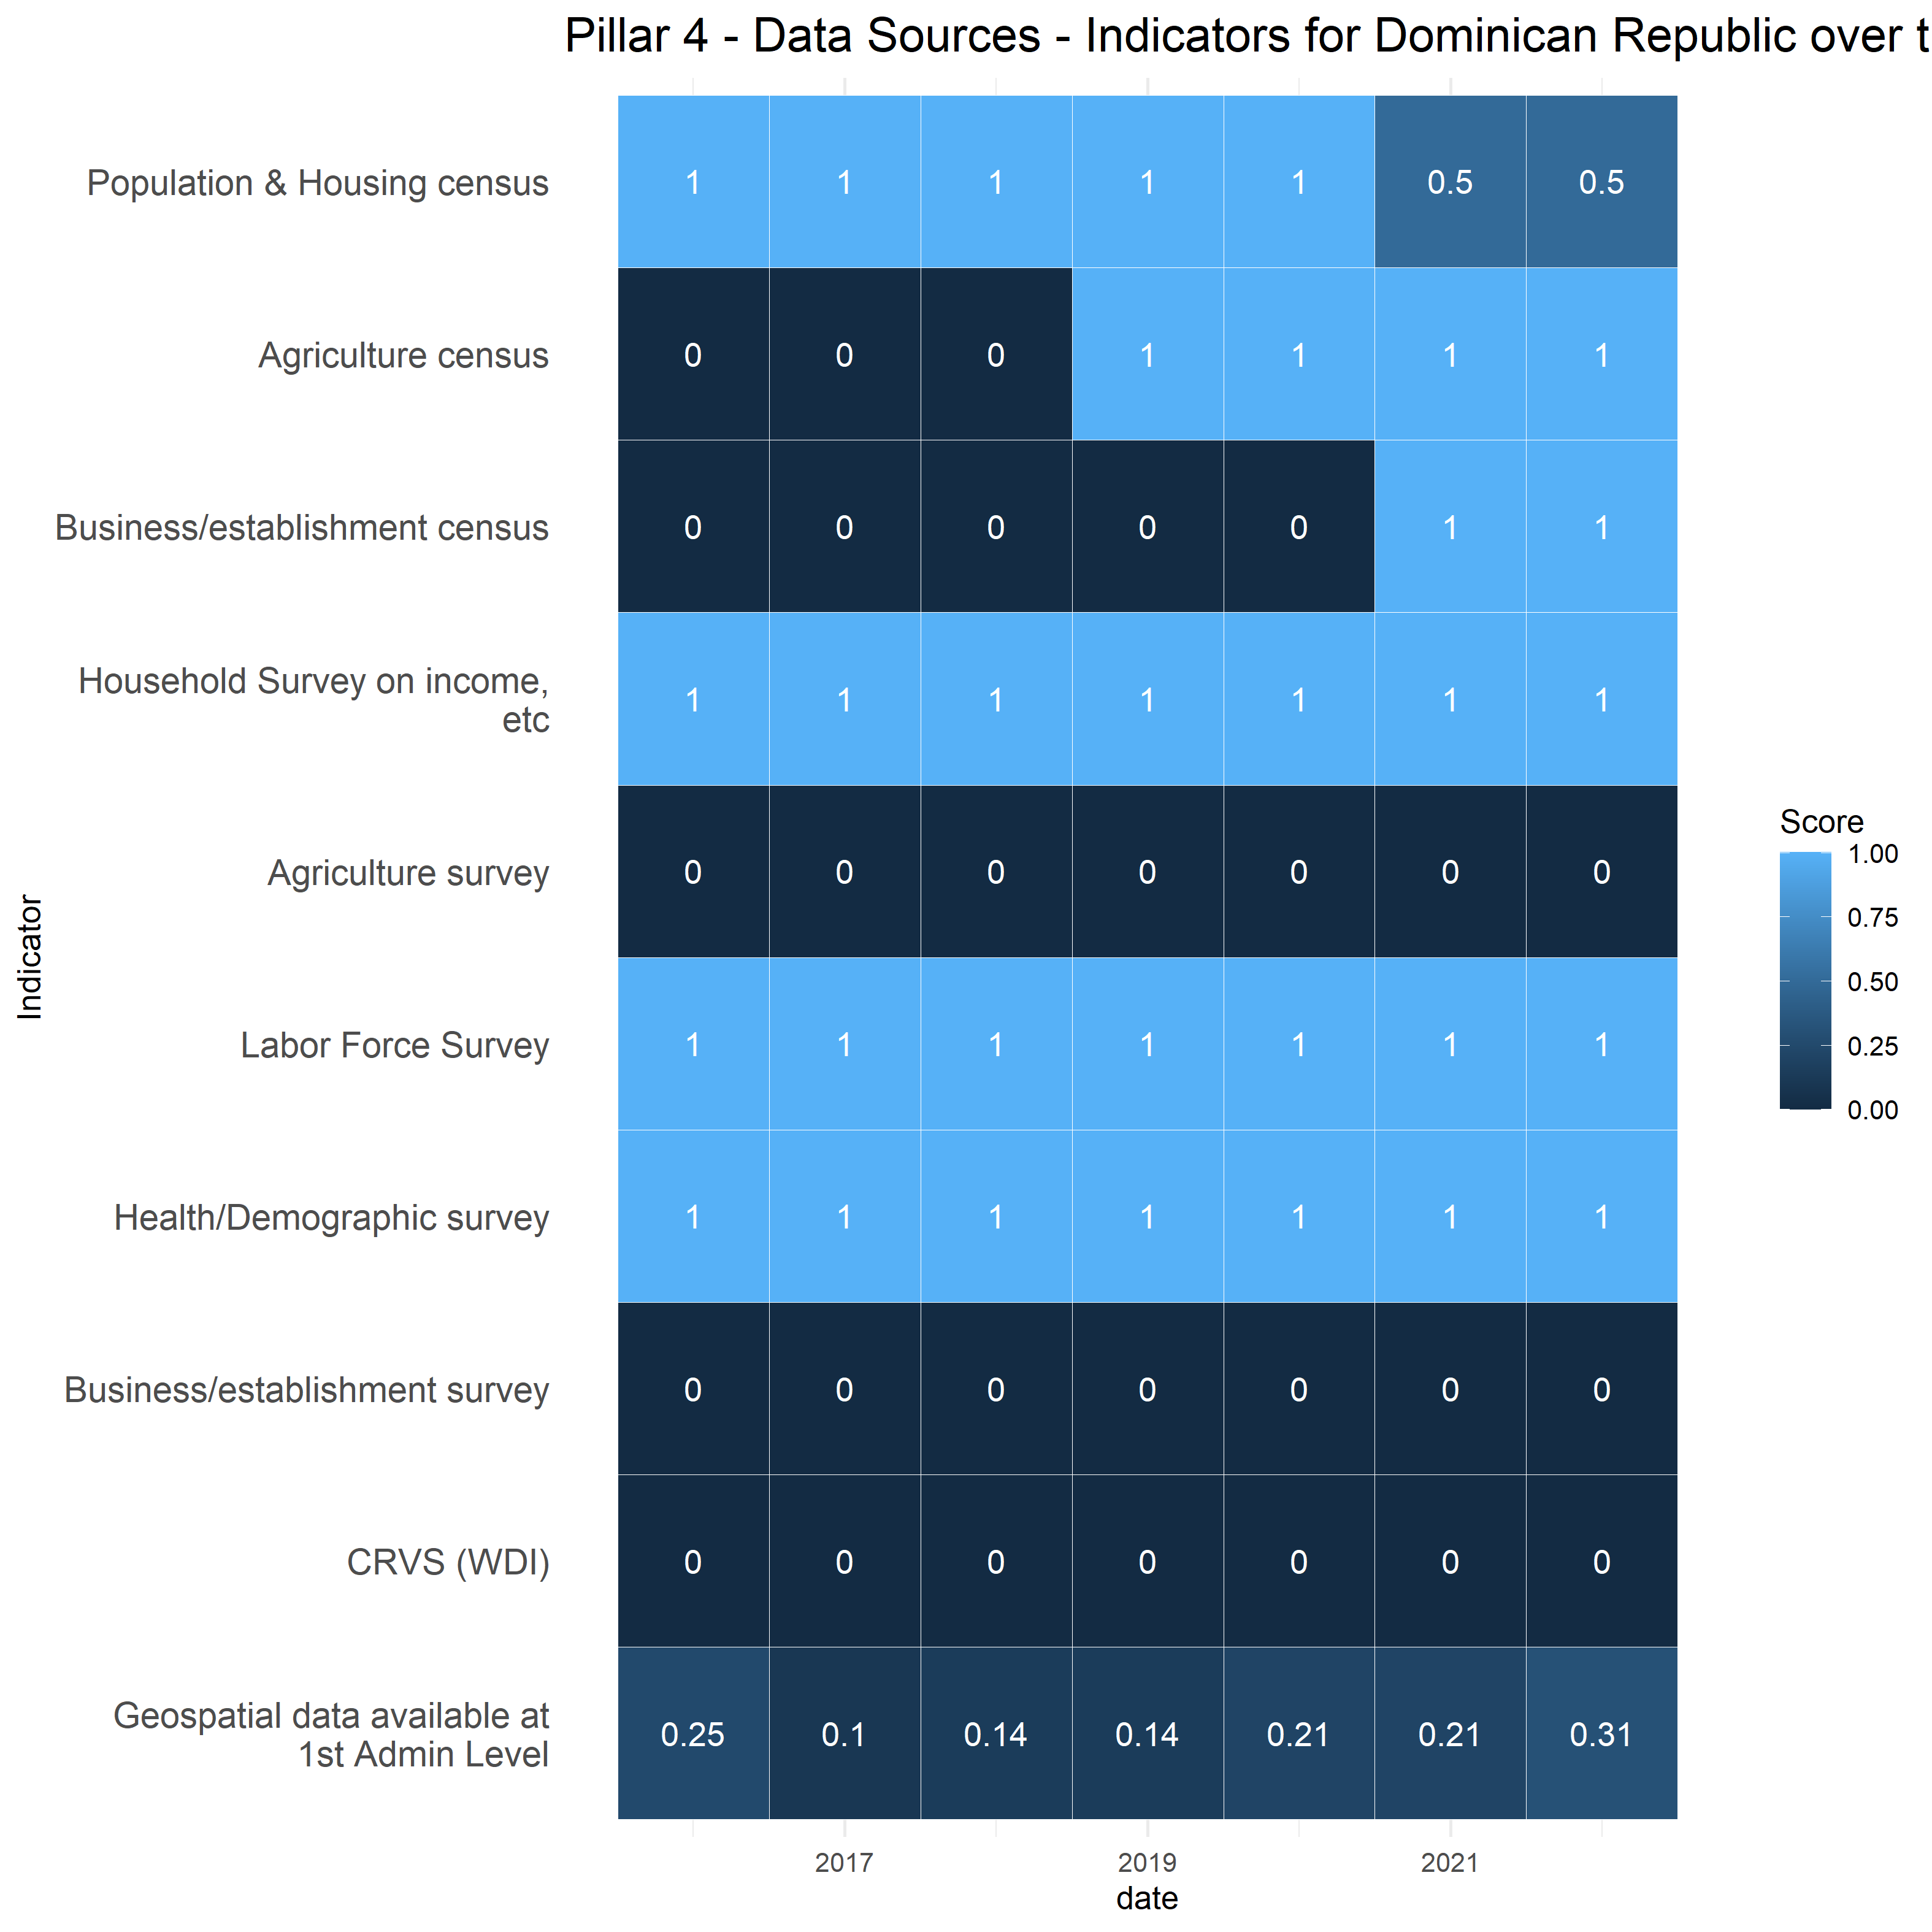 Pillar 4 - Data Sources - Indicators for Dominican Republic over t
Population & Housing census 1 1 1 1 1 0.5 0.5
Agriculture census 0 0 0 1 1 1 1
Business/establishment census 0 0 0 0 0 1 1
Household Survey on income,
etc
1 1 1 1 1 1 1
Agriculture survey 0 0 0 0 0 0 0
Labor Force Survey 1 1 1 1 1 1 1
Health/Demographic survey 1 1 1 1 1 1 1
Business/establishment survey 0 0 0 0 0 0 0
CRVS (WDI) 0 0 0 0 0 0 0
Geospatial data available at
1st Admin Level
0.25 0.1 0.14 0.14 0.21 0.21 0.31
2017 2019 2021
date
Indicator
Score
1.00
0.75
0.50
0.25
0.00